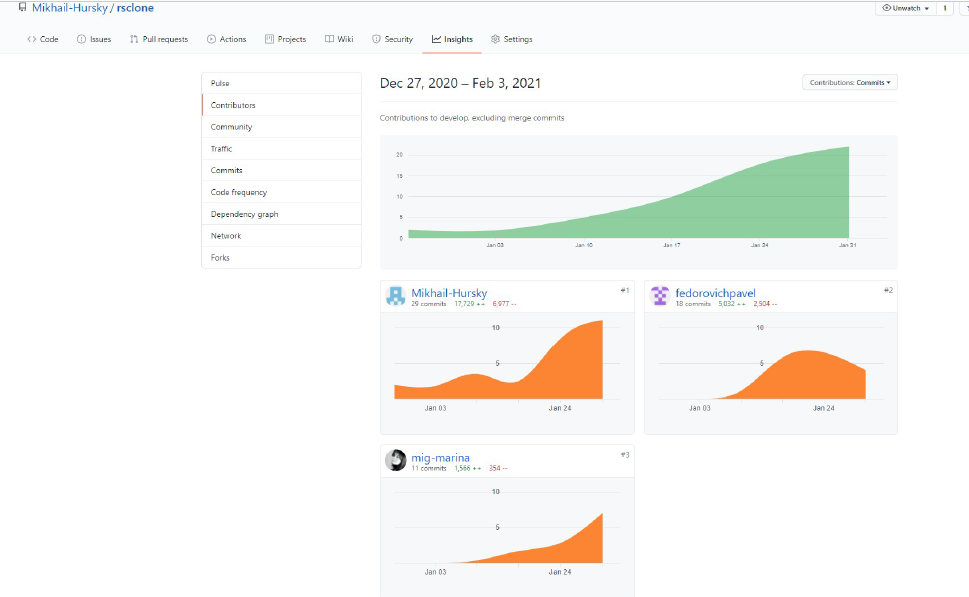 Mikhail-Hursky / rsclone
Unwatch 1
Code Issues Pull requests Actions Projects Wiki Security Insights Settings
Pulse
Contributors
Community
Traffic
Commits
Code frequency
Dependency graph
Network
Forks
Dec 27, 2020 – Feb 3, 2021
Contributions: Commits
Contributions to develop, excluding merge commits
20
15
10
5
0
Jan 03 Jan 10 Jan 17 Jan 24 Jan 31
Mikhail-Hursky #1
29 commits 17,729 ++ 6,977 --
10
5
Jan 03 Jan 24
fedorovichpavel #2
18 commits 5,032 ++ 2,504 --
10
5
Jan 03 Jan 24
mig-marina #3
11 commits 1,566 ++ 354 --
10
5
Jan 03 Jan 24